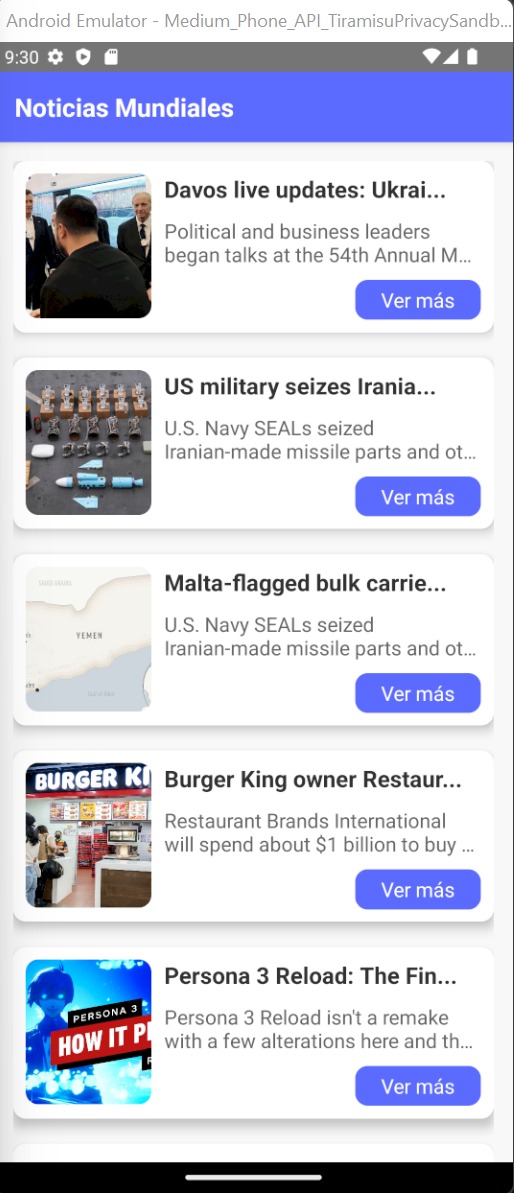 Android Emulator - Medium_Phone_API_TiramisuPrivacySandb...
9:30
Noticias Mundiales
Davos live updates: Ukrai...
Political and business leaders
began talks at the 54th Annual M...
Ver más
US military seizes Irania...
U.S. Navy SEALs seized
Iranian-made missile parts and ot...
Ver más
SAUDI ARABIA
YEMEN
Gulf of Aden
Malta-flagged bulk carrie...
U.S. Navy SEALs seized
Iranian-made missile parts and ot...
Ver más
BURGER KI
Burger King owner Restaur...
Restaurant Brands International
will spend about $1 billion to buy ...
Ver más
PERSONA 3
HOW IT P
R
Persona 3 Reload: The Fin...
Persona 3 Reload isn't a remake
with a few alterations here and th...
Ver más